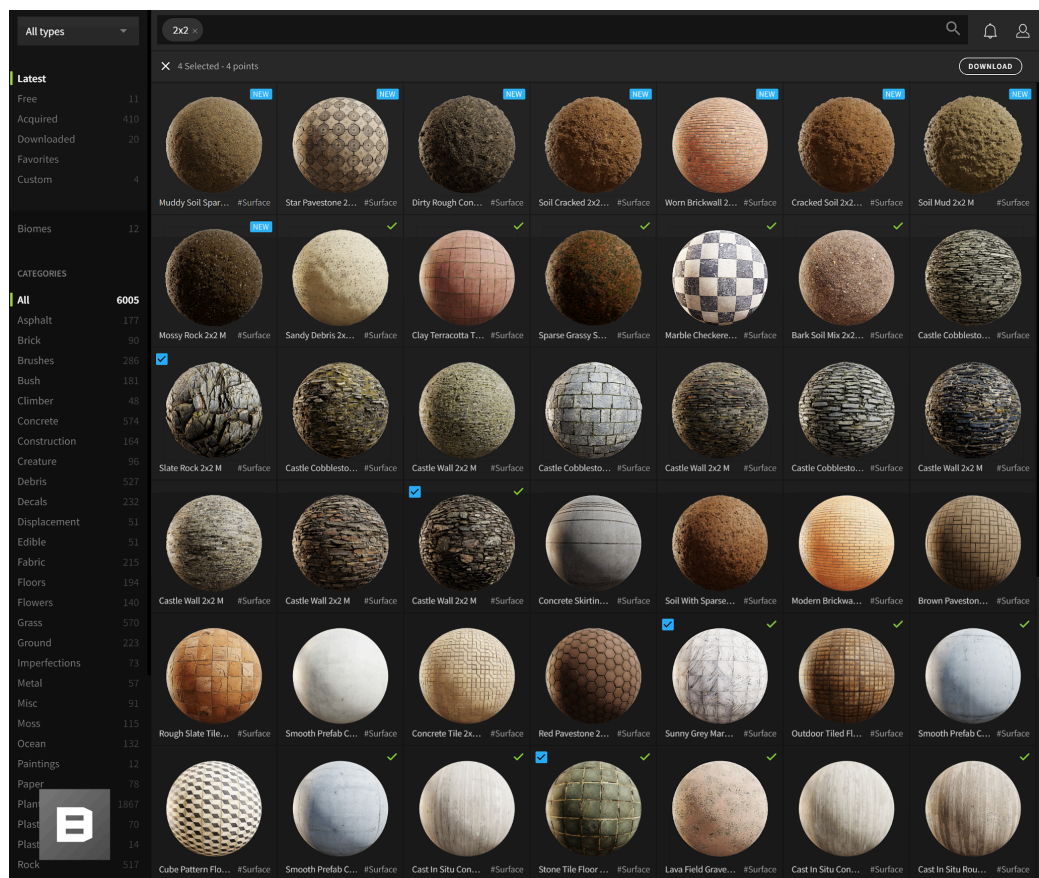 All types
2x2 ×
4 Selected - 4 points
DOWNLOAD
Latest
Free 11
Acquired 410
Downloaded 20
Favorites
Custom 4
Biomes 12
CATEGORIES
All 6005
Asphalt 177
Brick 90
Brushes 286
Bush 181
Climber 48
Concrete 574
Construction 164
Creature 96
Debris 527
Decals 232
Displacement 51
Edible 51
Fabric 215
Floors 194
Flowers 140
Grass 570
Ground 223
Imperfections 73
Metal 57
Misc 91
Moss 115
Ocean 132
Paintings 12
Paper 78
Plant 1867
Plast 70
Plast 14
Rock 517
B
NEW NEW NEW NEW NEW NEW NEW
Muddy Soil Spar... #Surface Star Pavestone 2... #Surface Dirty Rough Con... #Surface Soil Cracked 2x2... #Surface Worn Brickwall 2... #Surface Cracked Soil 2x2... #Surface Soil Mud 2x2 M #Surface
NEW
Mossy Rock 2x2 M #Surface Sandy Debris 2x... #Surface Clay Terracotta T... #Surface Sparse Grassy S... #Surface Marble Checkere... #Surface Bark Soil Mix 2x2... #Surface Castle Cobblesto... #Surface
Slate Rock 2x2 M #Surface Castle Cobblesto... #Surface Castle Wall 2x2 M #Surface Castle Cobblesto... #Surface Castle Wall 2x2 M #Surface Castle Cobblesto... #Surface Castle Wall 2x2 M #Surface
Castle Wall 2x2 M #Surface Castle Wall 2x2 M #Surface Castle Wall 2x2 M #Surface Concrete Skirtin... #Surface Soil With Sparse... #Surface Modern Brickwa... #Surface Brown Paveston... #Surface
Rough Slate Tile... #Surface Smooth Prefab C... #Surface Concrete Tile 2x... #Surface Red Pavestone 2... #Surface Sunny Grey Mar... #Surface Outdoor Tiled Fl... #Surface Smooth Prefab C... #Surface
Cube Pattern Flo... #Surface Smooth Prefab C... #Surface Cast In Situ Con... #Surface Stone Tile Floor ... #Surface Lava Field Grave... #Surface Cast In Situ Con... #Surface Cast In Situ Rou... #Surface